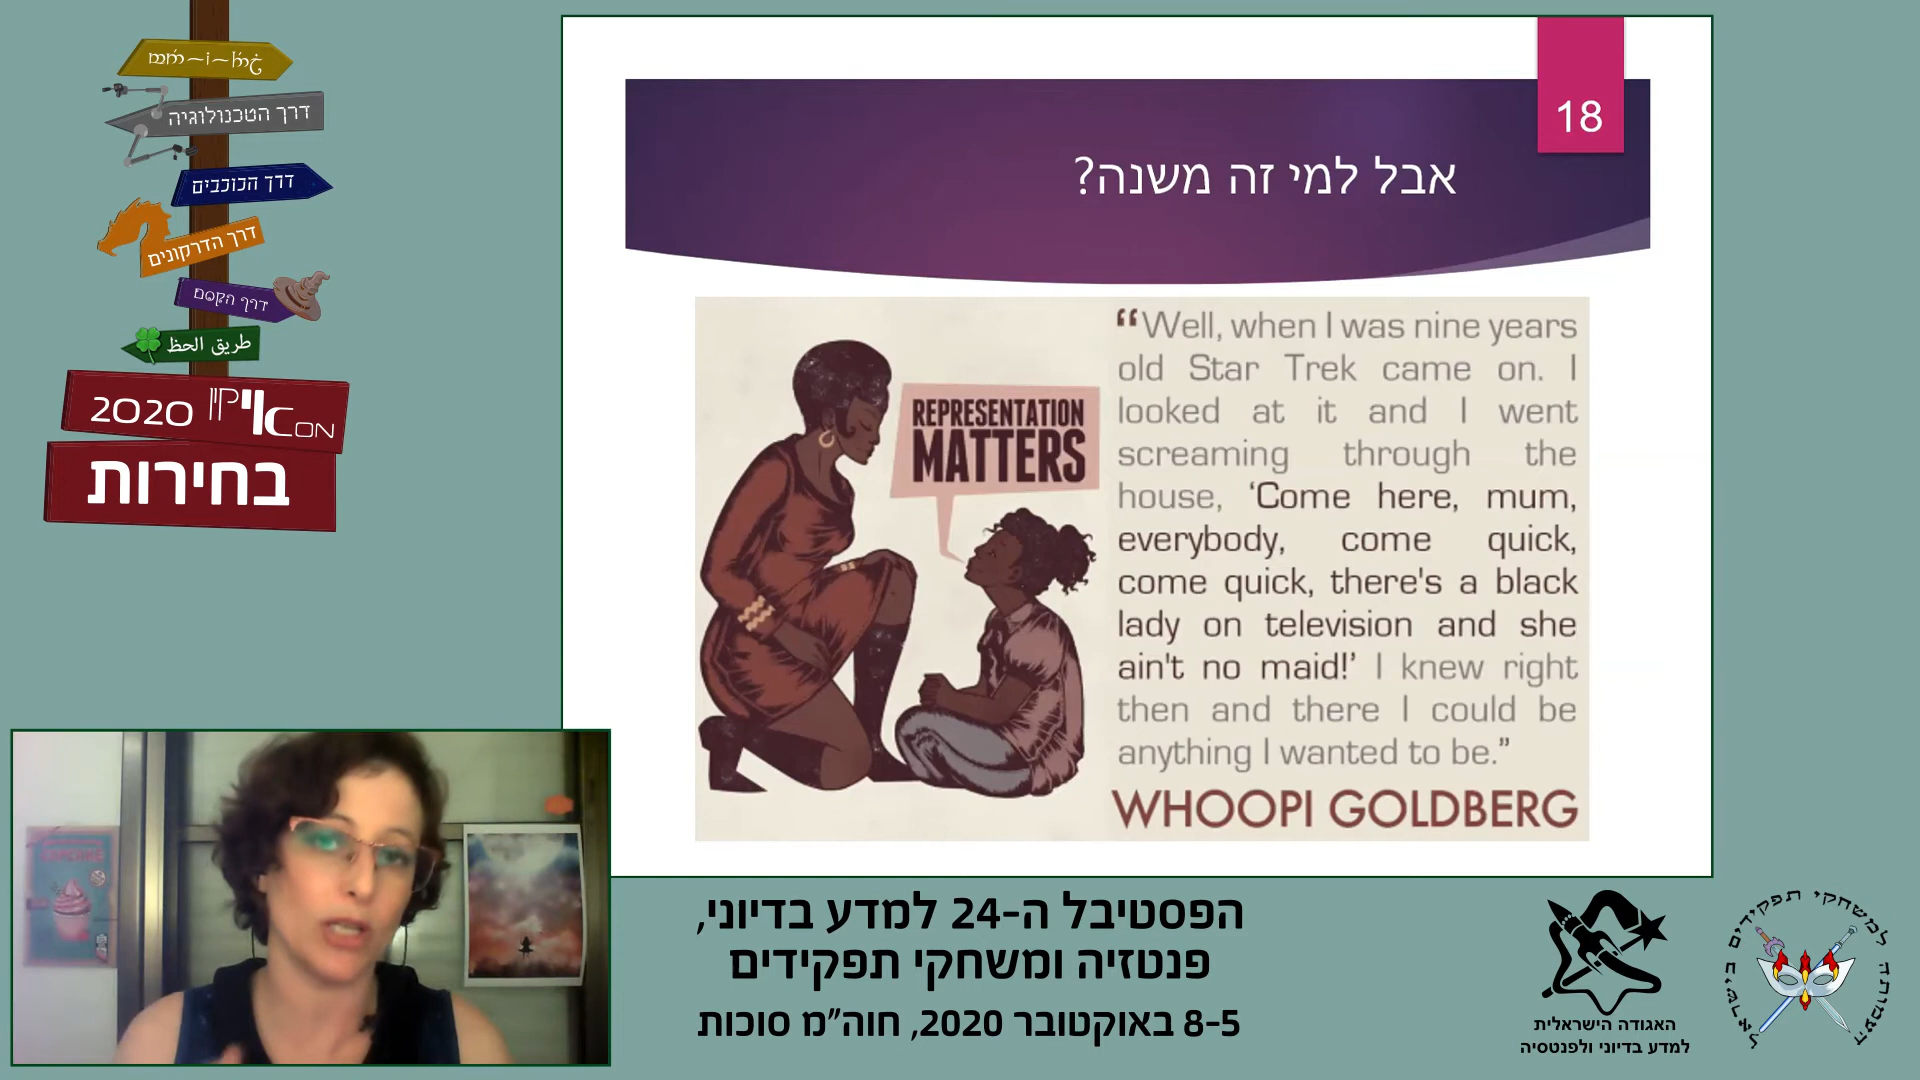 דרך הטכנולוגיה
דרך הכוכבים
דרך הדרקונים
דרך הקסם
طريق الحظ
2020 אייקון ICON
בחירות
18
אבל למי זה משנה?
REPRESENTATION
MATTERS
“Well, when I was nine years
old Star Trek came on. I
looked at it and I went
screaming through the
house, ‘Come here, mum,
everybody, come quick,
come quick, there's a black
lady on television and she
ain't no maid!’ I knew right
then and there I could be
anything I wanted to be.”
WHOOPI GOLDBERG
הפסטיבל ה-24 למדע בדיוני,
פנטזיה ומשחקי תפקידים
8-5 באוקטובר 2020, חוה"מ סוכות
האגודה הישראלית
למדע בדיוני ולפנטסיה
העמותה למשחקי תפקידים בישראל